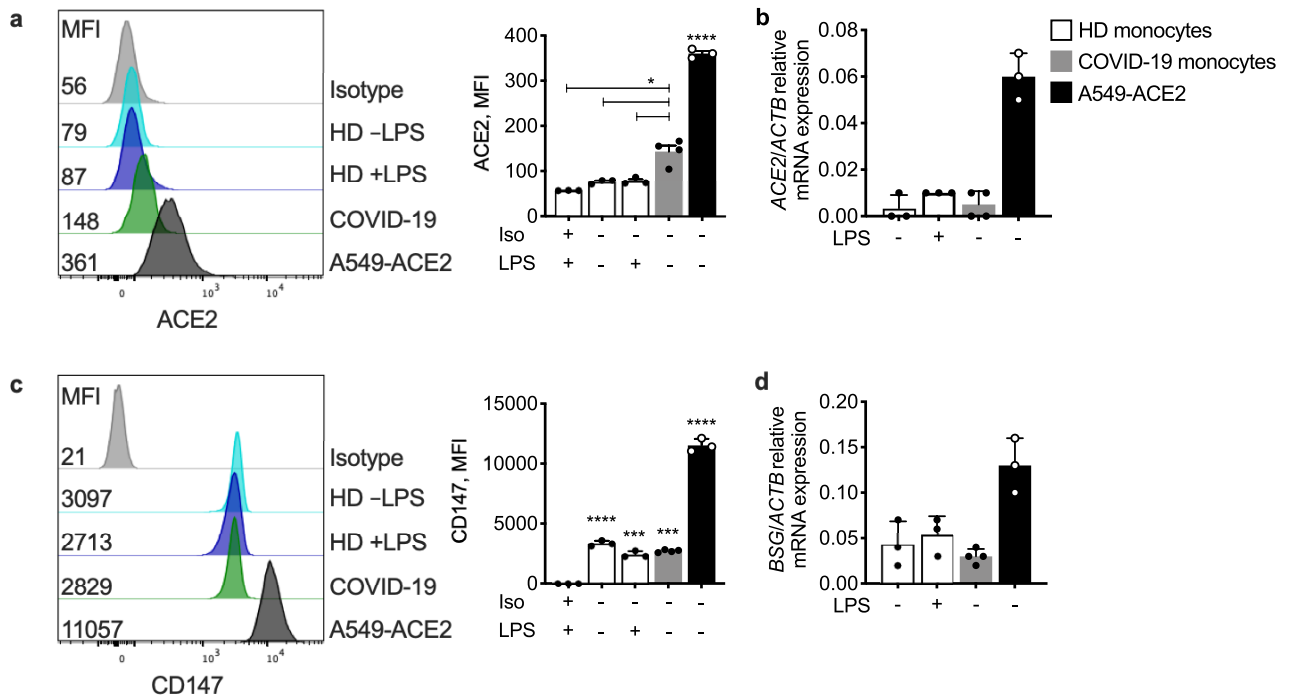 a
MFI
56
Isotype
79
HD –LPS
87
HD +LPS
148
COVID-19
361
A549-ACE2
0
10³
10⁴
ACE2
ACE2, MFI
400
300
200
100
0
*
****
Iso + - - - -
LPS + - + - -
b
ACE2/ACTB relative
mRNA expression
0.08
0.06
0.04
0.02
0.00
LPS - + - -
HD monocytes
COVID-19 monocytes
A549-ACE2
c
MFI
21
Isotype
3097
HD –LPS
2713
HD +LPS
2829
COVID-19
11057
A549-ACE2
0
10³
10⁴
CD147
CD147, MFI
15000
10000
5000
0
****
***
***
****
Iso + - - - -
LPS + - + - -
d
BSG/ACTB relative
mRNA expression
0.20
0.15
0.10
0.05
0.00
LPS - + - -